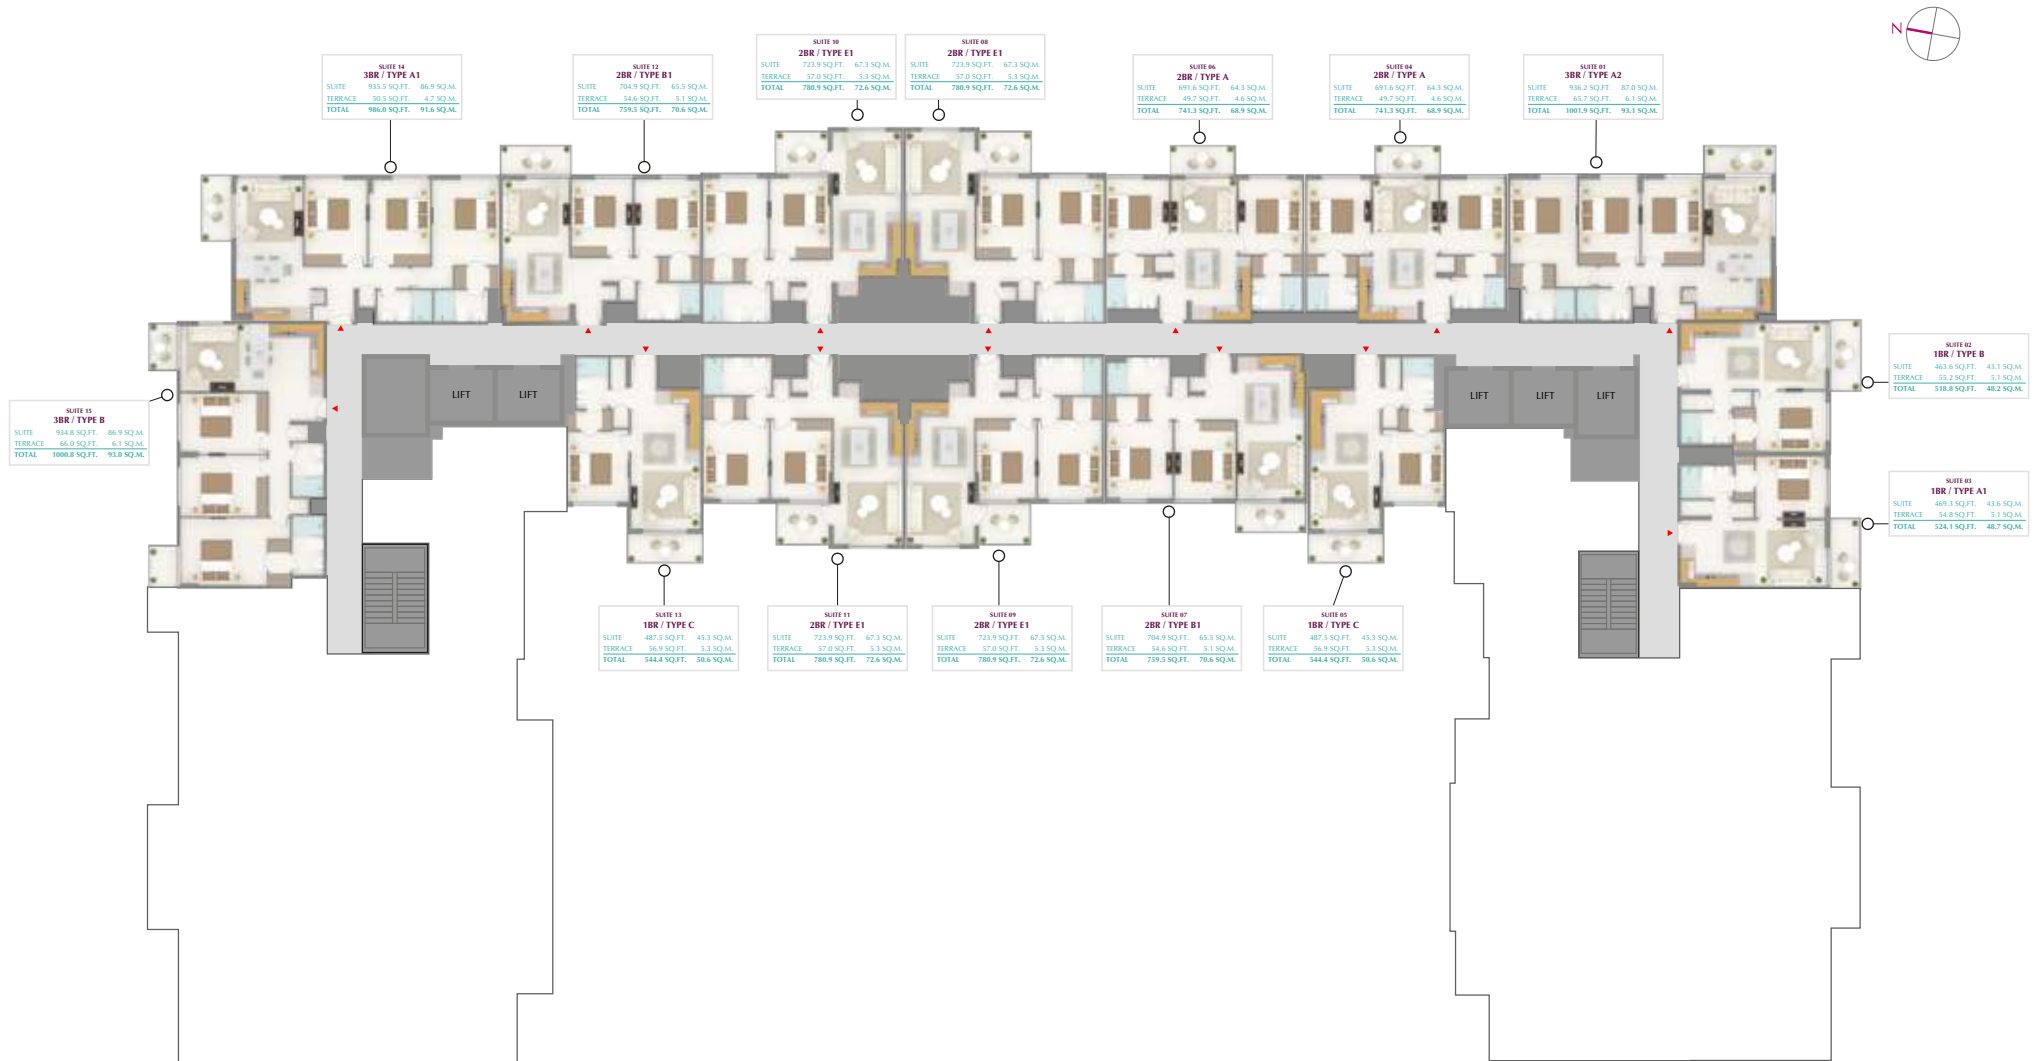 N
SUITE 14
3BR / TYPE A1
SUITE 935.5 SQ.FT. 86.9 SQ.M.
TERRACE 50.5 SQ.FT. 4.7 SQ.M.
TOTAL 986.0 SQ.FT. 91.6 SQ.M.
SUITE 12
2BR / TYPE B1
SUITE 704.9 SQ.FT. 65.5 SQ.M.
TERRACE 54.6 SQ.FT. 5.1 SQ.M.
TOTAL 759.5 SQ.FT. 70.6 SQ.M.
SUITE 10
2BR / TYPE E1
SUITE 723.9 SQ.FT. 67.3 SQ.M.
TERRACE 57.0 SQ.FT. 5.3 SQ.M.
TOTAL 780.9 SQ.FT. 72.6 SQ.M.
SUITE 08
2BR / TYPE E1
SUITE 723.9 SQ.FT. 67.3 SQ.M.
TERRACE 57.0 SQ.FT. 5.3 SQ.M.
TOTAL 780.9 SQ.FT. 72.6 SQ.M.
SUITE 06
2BR / TYPE A
SUITE 691.6 SQ.FT. 64.3 SQ.M.
TERRACE 49.7 SQ.FT. 4.6 SQ.M.
TOTAL 741.3 SQ.FT. 68.9 SQ.M.
SUITE 04
2BR / TYPE A
SUITE 691.6 SQ.FT. 64.3 SQ.M.
TERRACE 49.7 SQ.FT. 4.6 SQ.M.
TOTAL 741.3 SQ.FT. 68.9 SQ.M.
SUITE 01
3BR / TYPE A2
SUITE 936.2 SQ.FT. 87.0 SQ.M.
TERRACE 65.7 SQ.FT. 6.1 SQ.M.
TOTAL 1001.9 SQ.FT. 93.1 SQ.M.
SUITE 02
1BR / TYPE B
SUITE 463.6 SQ.FT. 43.1 SQ.M.
TERRACE 55.2 SQ.FT. 5.1 SQ.M.
TOTAL 518.8 SQ.FT. 48.2 SQ.M.
LIFT
LIFT
LIFT
LIFT
LIFT
SUITE 15
3BR / TYPE B
SUITE 934.8 SQ.FT. 86.9 SQ.M.
TERRACE 66.0 SQ.FT. 6.1 SQ.M.
TOTAL 1000.8 SQ.FT. 93.0 SQ.M.
SUITE 03
1BR / TYPE A1
SUITE 469.3 SQ.FT. 43.6 SQ.M.
TERRACE 54.8 SQ.FT. 5.1 SQ.M.
TOTAL 524.1 SQ.FT. 48.7 SQ.M.
SUITE 13
1BR / TYPE C
SUITE 487.5 SQ.FT. 45.3 SQ.M.
TERRACE 56.9 SQ.FT. 5.3 SQ.M.
TOTAL 544.4 SQ.FT. 50.6 SQ.M.
SUITE 11
2BR / TYPE E1
SUITE 723.9 SQ.FT. 67.3 SQ.M.
TERRACE 57.0 SQ.FT. 5.3 SQ.M.
TOTAL 780.9 SQ.FT. 72.6 SQ.M.
SUITE 09
2BR / TYPE E1
SUITE 723.9 SQ.FT. 67.3 SQ.M.
TERRACE 57.0 SQ.FT. 5.3 SQ.M.
TOTAL 780.9 SQ.FT. 72.6 SQ.M.
SUITE 07
2BR / TYPE B1
SUITE 704.9 SQ.FT. 65.5 SQ.M.
TERRACE 54.6 SQ.FT. 5.1 SQ.M.
TOTAL 759.5 SQ.FT. 70.6 SQ.M.
SUITE 05
1BR / TYPE C
SUITE 487.5 SQ.FT. 45.3 SQ.M.
TERRACE 56.9 SQ.FT. 5.3 SQ.M.
TOTAL 544.4 SQ.FT. 50.6 SQ.M.